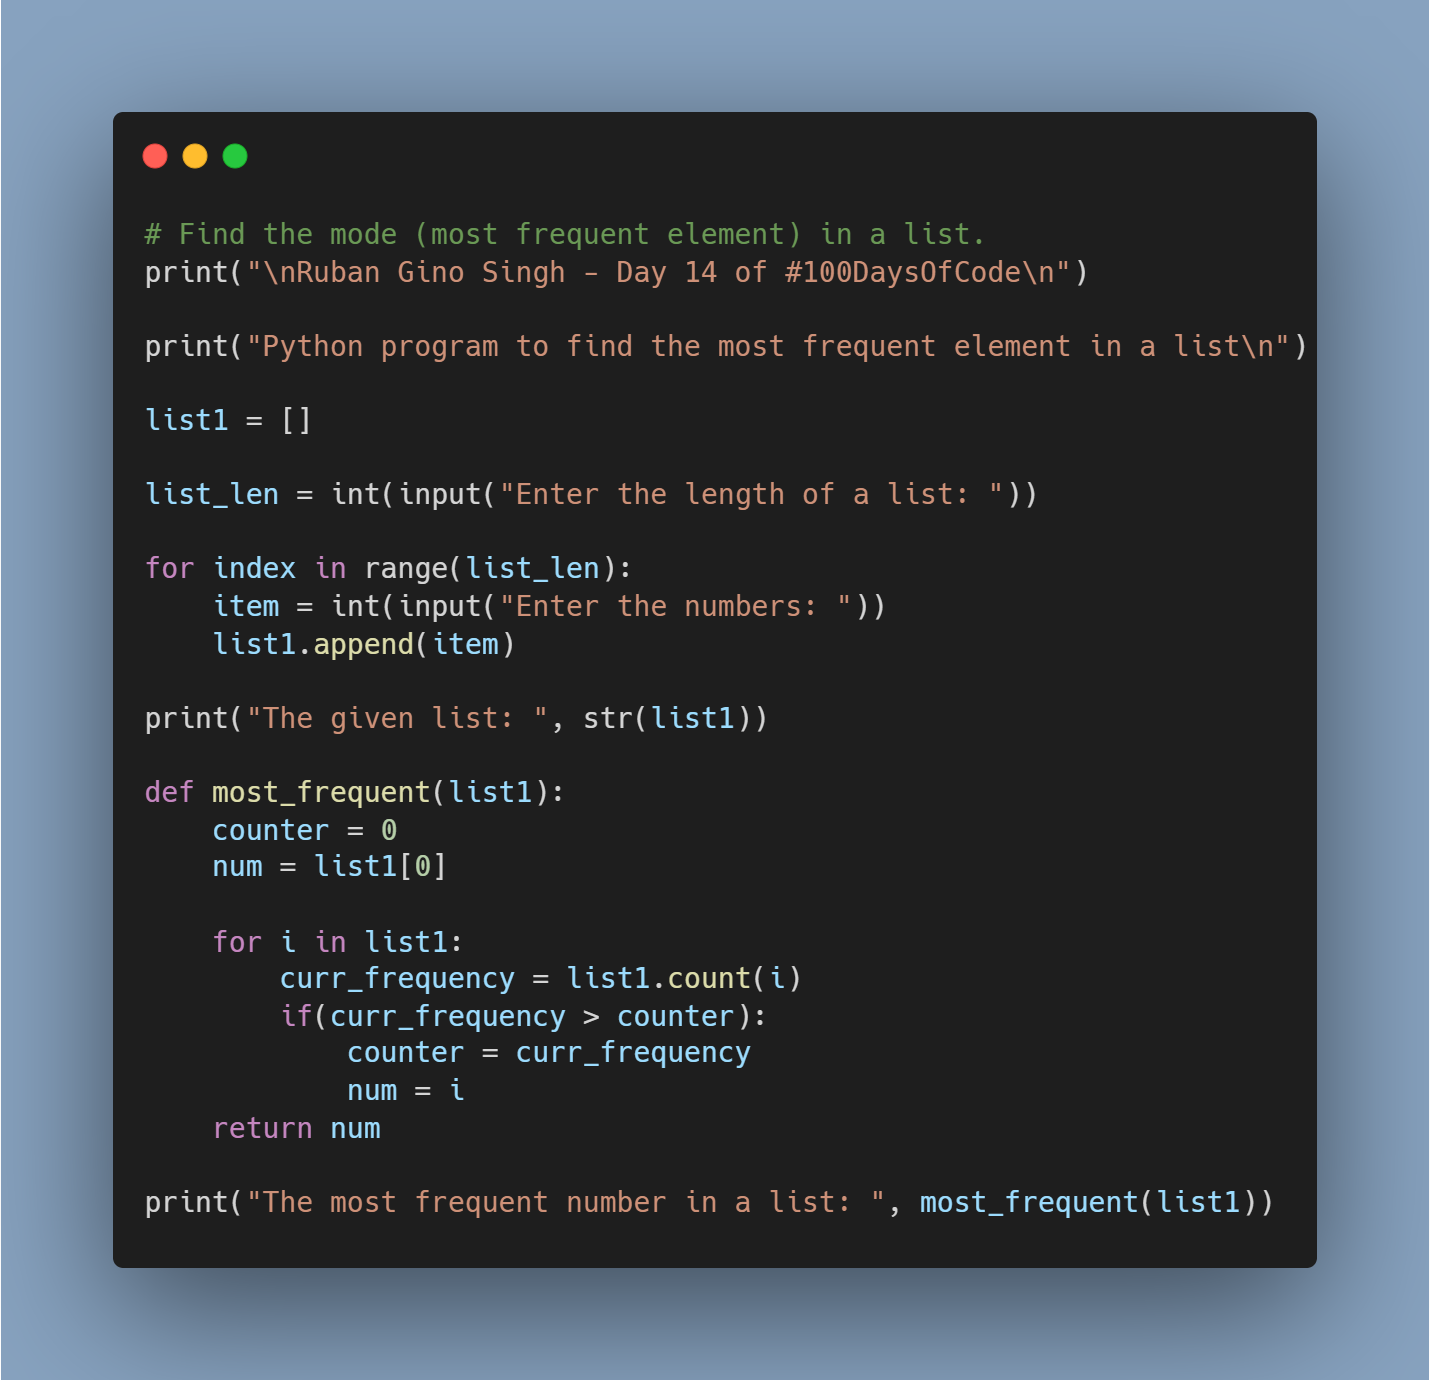 # Find the mode (most frequent element) in a list.
print("\nRuban Gino Singh - Day 14 of #100DaysOfCode\n")

print("Python program to find the most frequent element in a list\n")

list1 = []

list_len = int(input("Enter the length of a list: "))

for index in range(list_len):
    item = int(input("Enter the numbers: "))
    list1.append(item)

print("The given list: ", str(list1))

def most_frequent(list1):
    counter = 0
    num = list1[0]

    for i in list1:
        curr_frequency = list1.count(i)
        if(curr_frequency > counter):
            counter = curr_frequency
            num = i
    return num

print("The most frequent number in a list: ", most_frequent(list1))